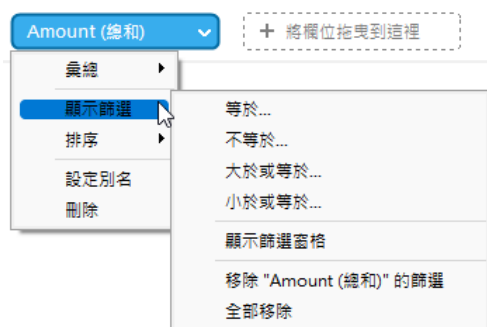 Amount (總和)
將欄位拖曳到這裡
彙總
顯示篩選
排序
設定別名
刪除
等於...
不等於...
大於或等於...
小於或等於...
顯示篩選窗格
移除 "Amount (總和)" 的篩選
全部移除